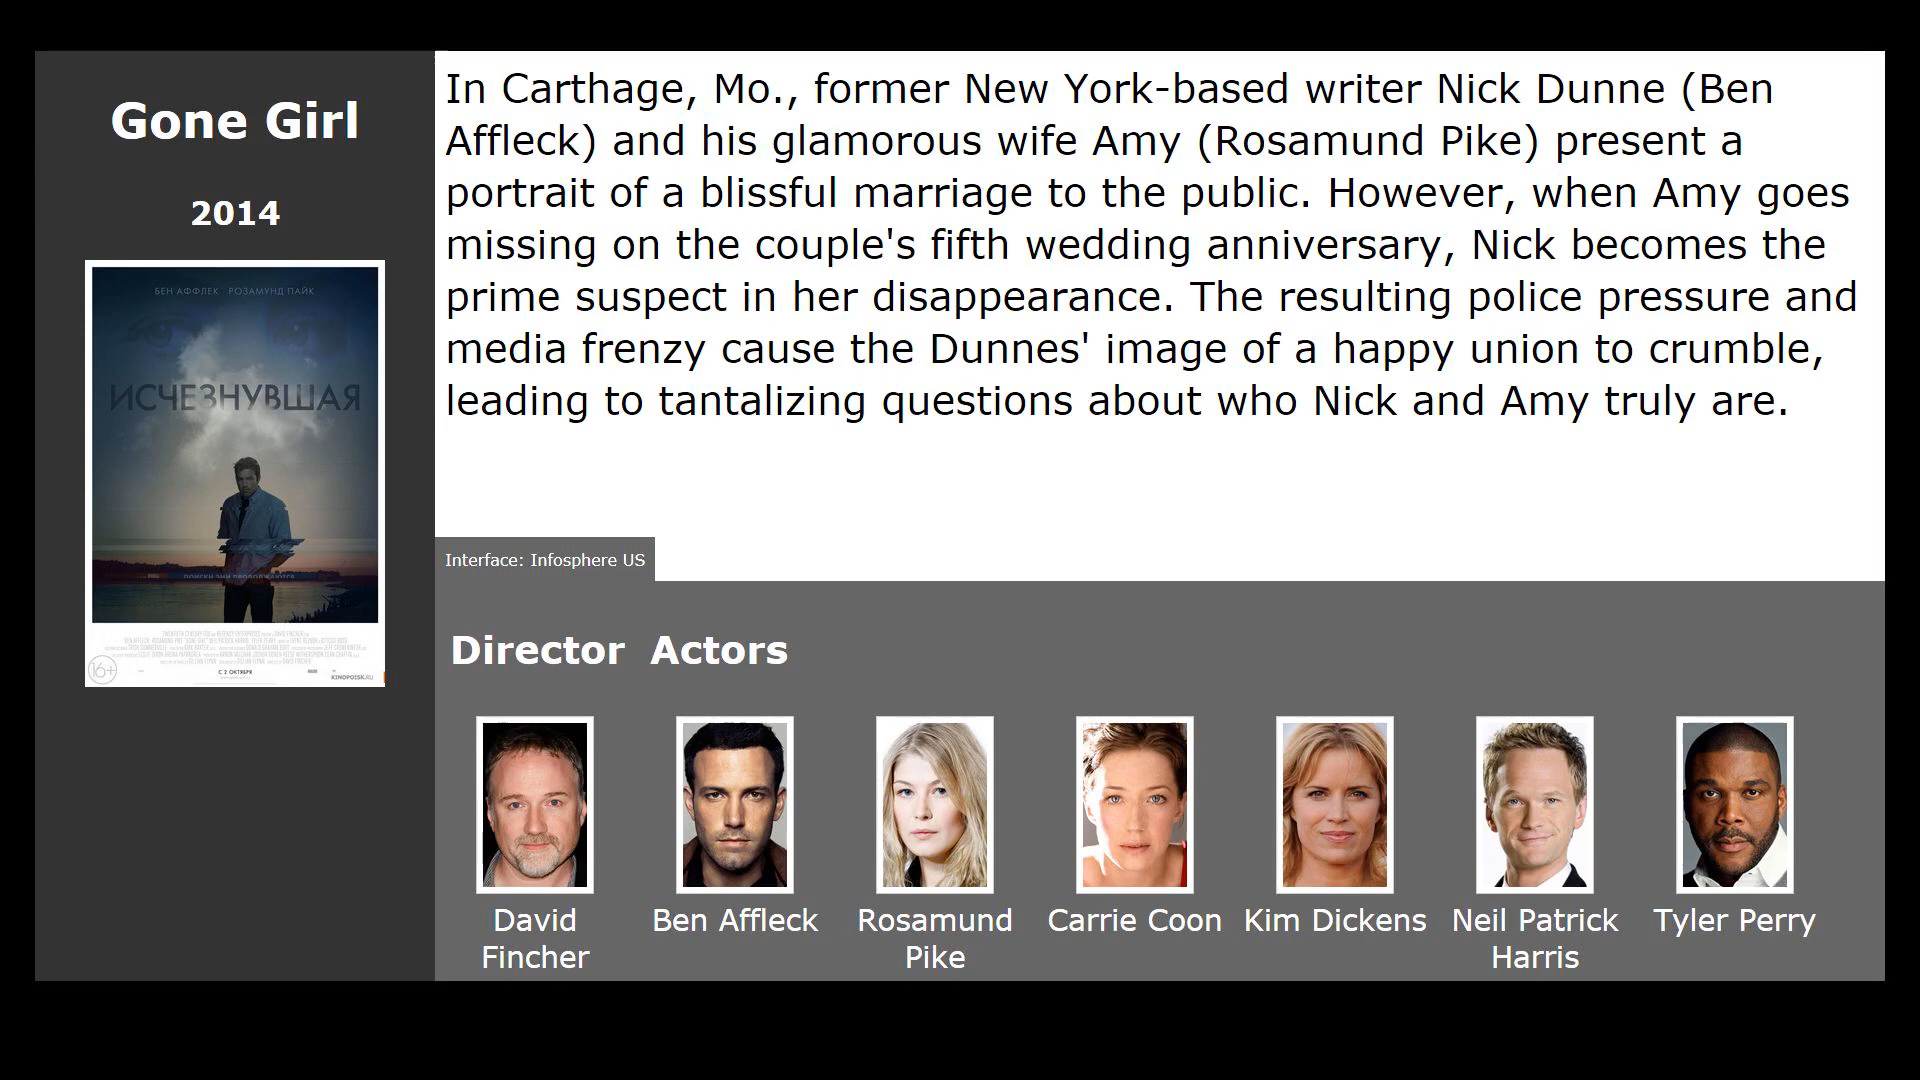 Gone Girl
2014
БЕН АФФЛЕК РОЗАМУНД ПАЙК
ИСЧЕЗНУВШАЯ
16+
С 2 ОКТЯБРЯ
KINOPOISK.RU
In Carthage, Mo., former New York-based writer Nick Dunne (Ben
Affleck) and his glamorous wife Amy (Rosamund Pike) present a
portrait of a blissful marriage to the public. However, when Amy goes
missing on the couple's fifth wedding anniversary, Nick becomes the
prime suspect in her disappearance. The resulting police pressure and
media frenzy cause the Dunnes' image of a happy union to crumble,
leading to tantalizing questions about who Nick and Amy truly are.
Interface: Infosphere US
Director Actors
David
Fincher
Ben Affleck
Rosamund
Pike
Carrie Coon
Kim Dickens
Neil Patrick
Harris
Tyler Perry